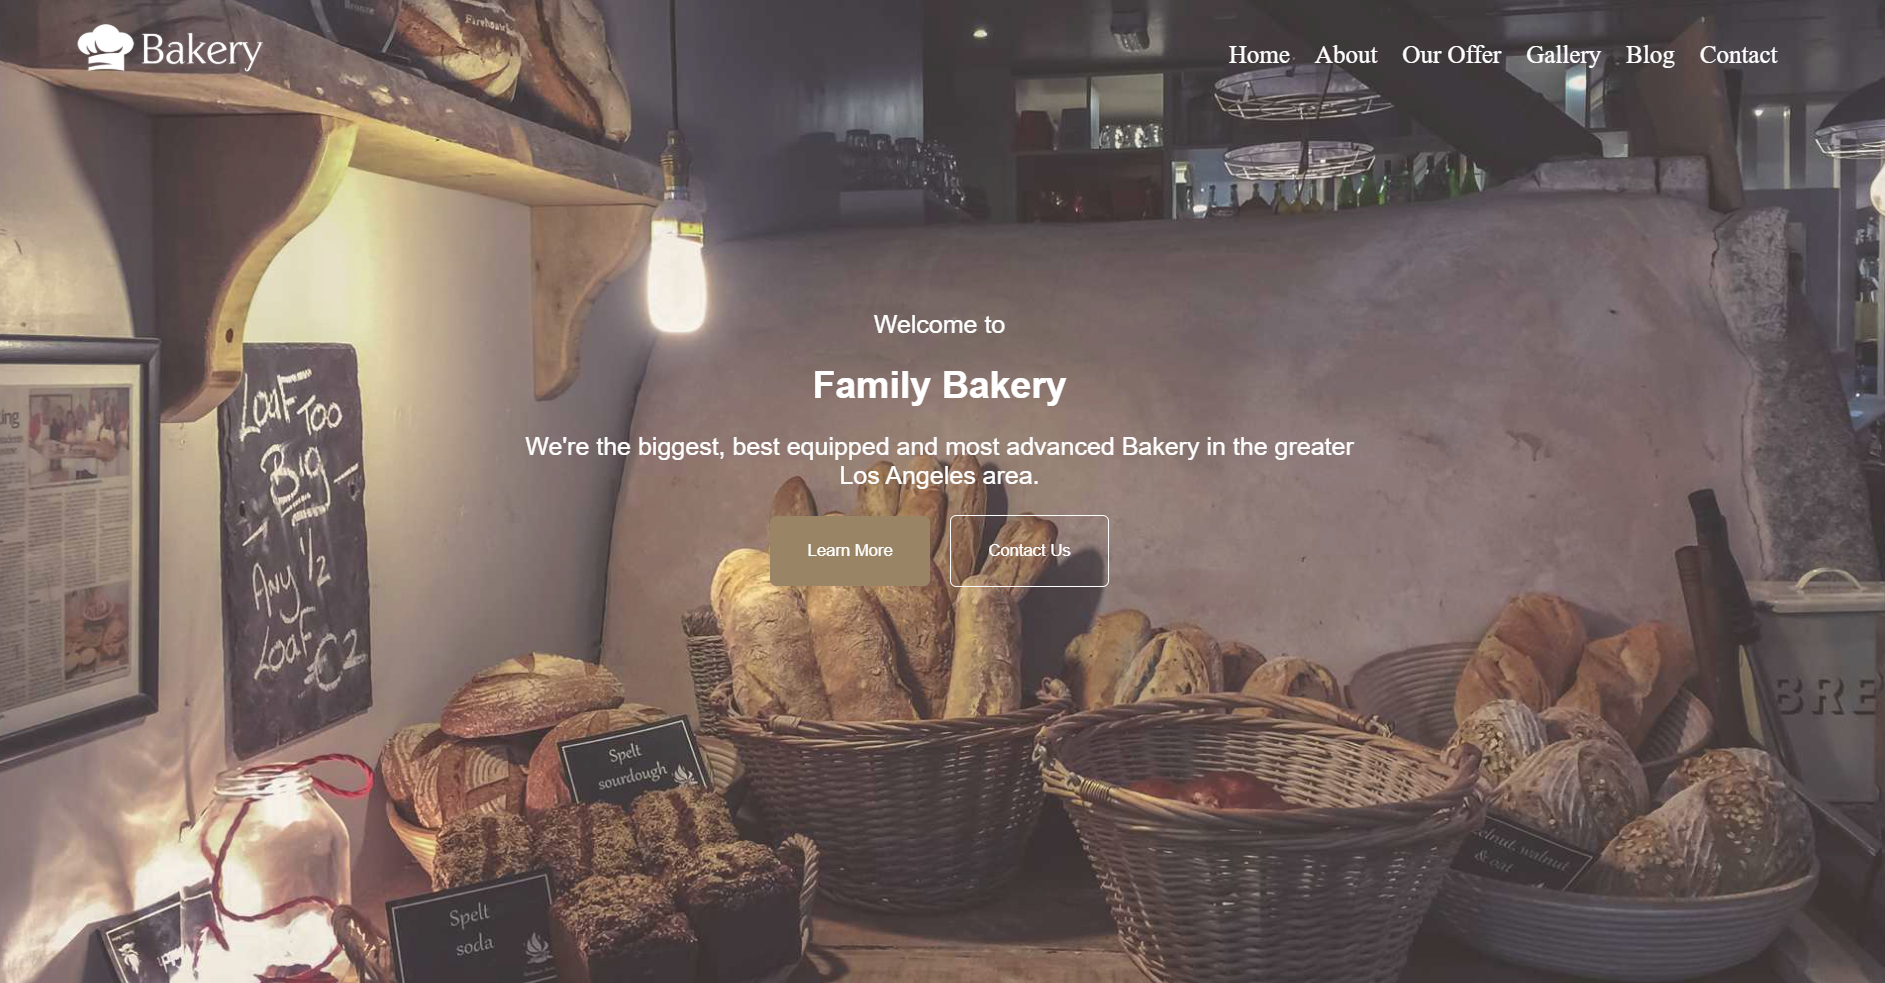 Bakery
Home About Our Offer Gallery Blog Contact
Welcome to
Family Bakery
We're the biggest, best equipped and most advanced Bakery in the greater
Los Angeles area.
Learn More Contact Us
Loaf Too
Big
Any 1/2
Loaf €2
Spelt
sourdough
Spelt
soda
walnut
& oat
BRE